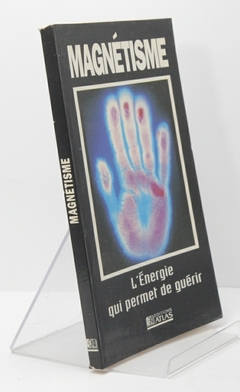 MAGNÉTISME
L'Énergie
qui permet de guérir
ATLAS
MAGNÉTISME